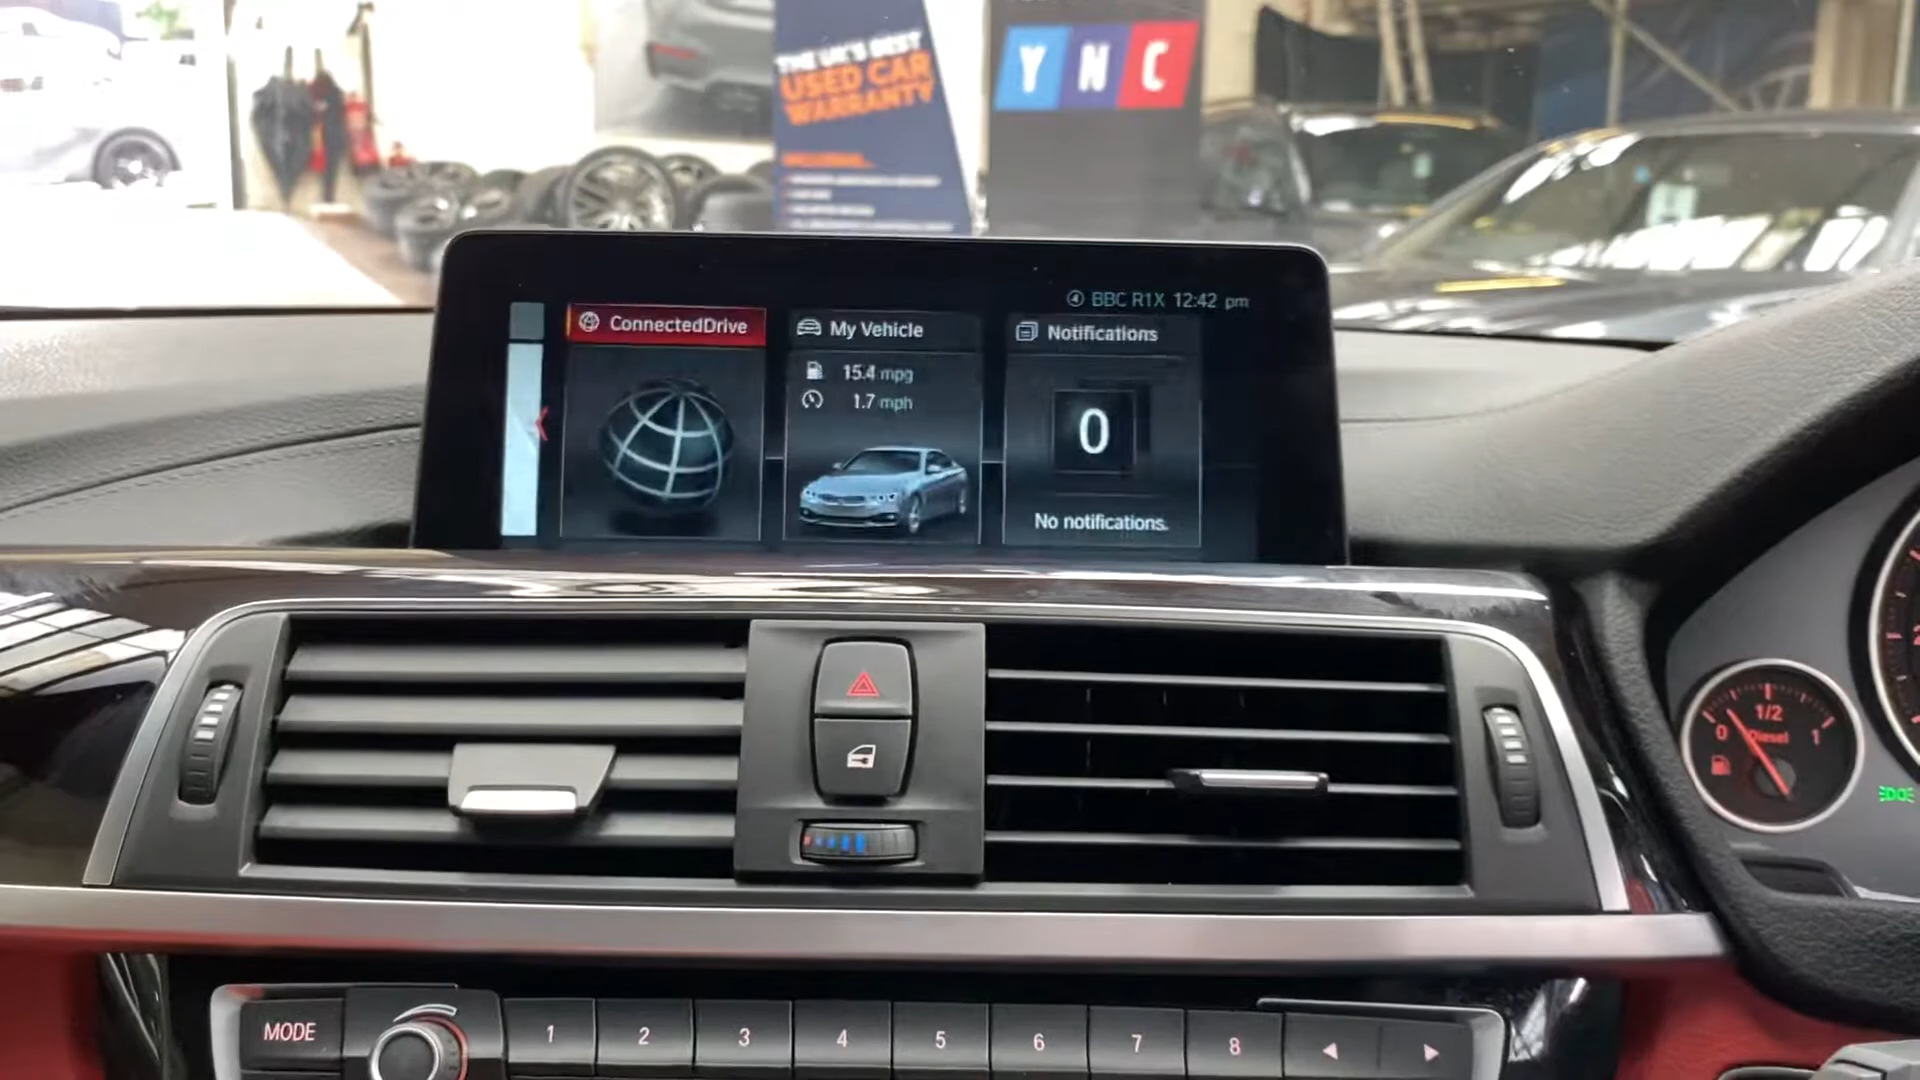 THE UK'S BEST
USED CAR
WARRANTY
YNC
BBC R1X 12:42 pm
ConnectedDrive
My Vehicle
Notifications
15.4 mpg
1.7 mph
0
No notifications.
1/2
0 Diesel 1
MODE 1 2 3 4 5 6 7 8